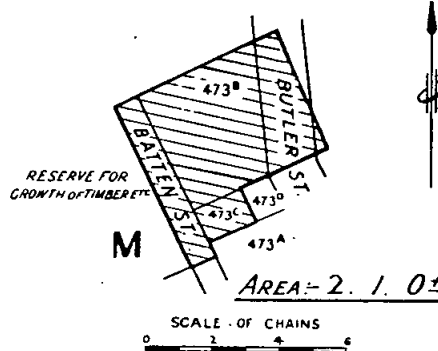 473B
BUTLER ST.
BATTEN ST.
RESERVE FOR
GROWTH OF TIMBER ETC
473D
473C
M
473A
AREA:- 2. 1. 0±
SCALE OF CHAINS
0 2 4 6